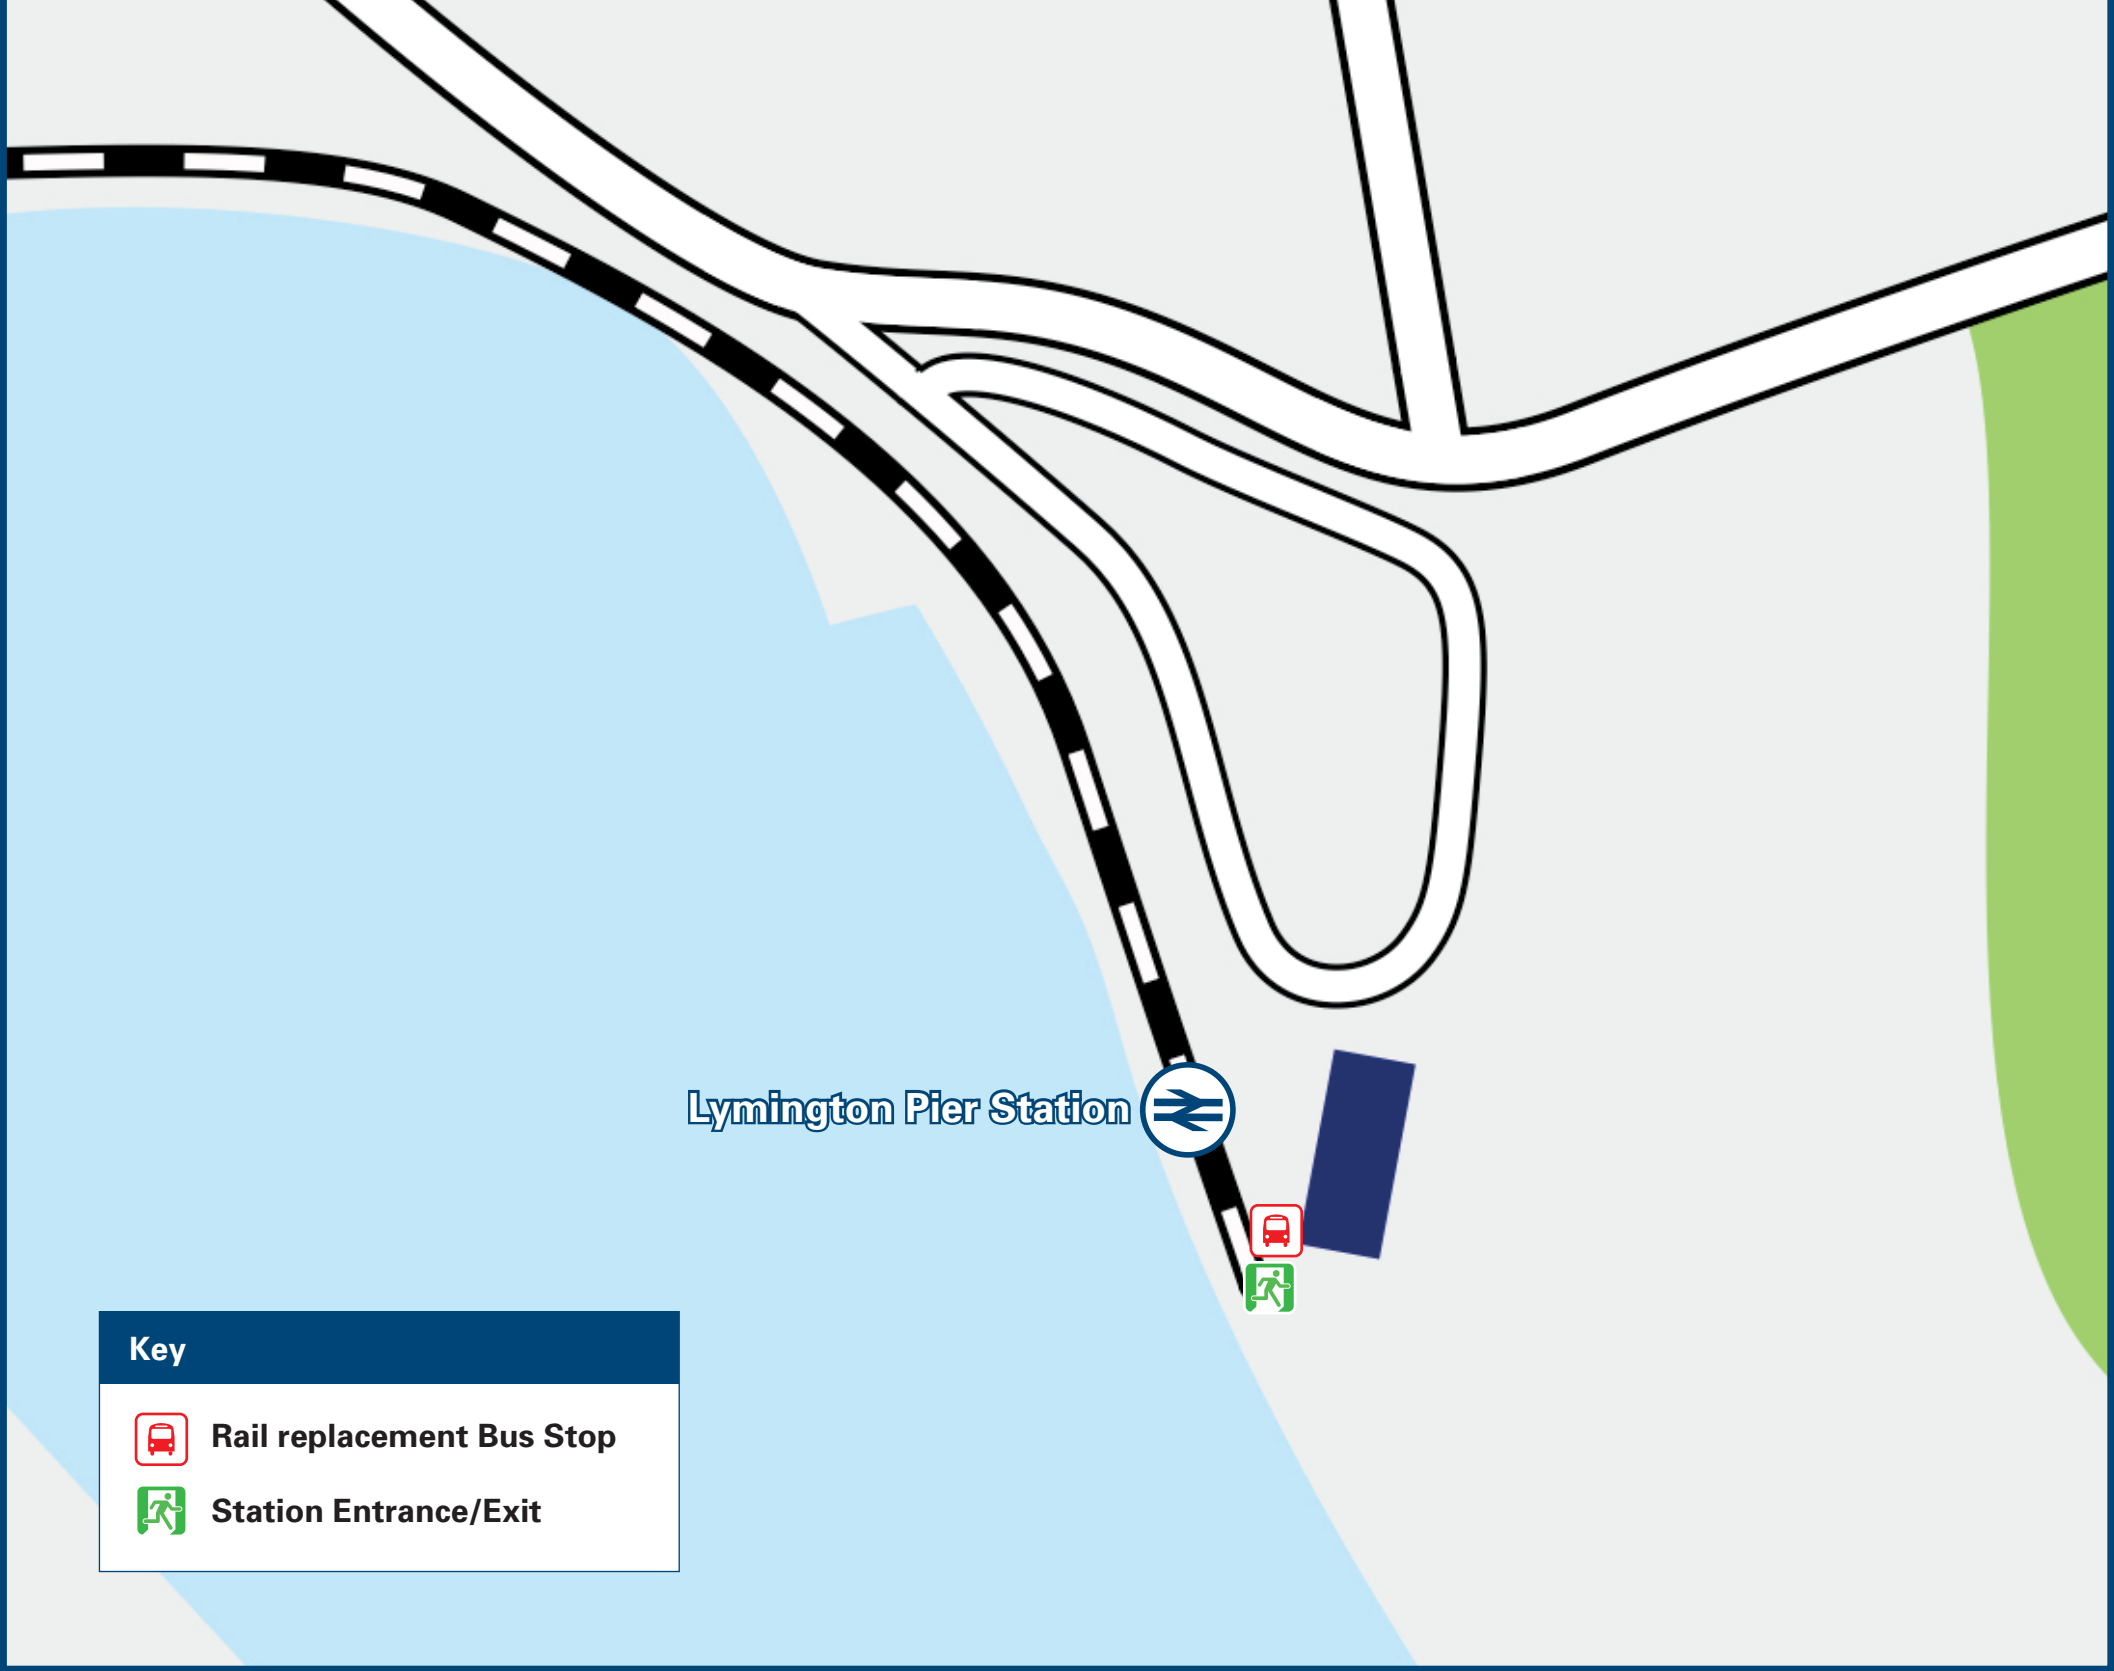 Lymington Pier Station
Key
Rail replacement Bus Stop
Station Entrance/Exit